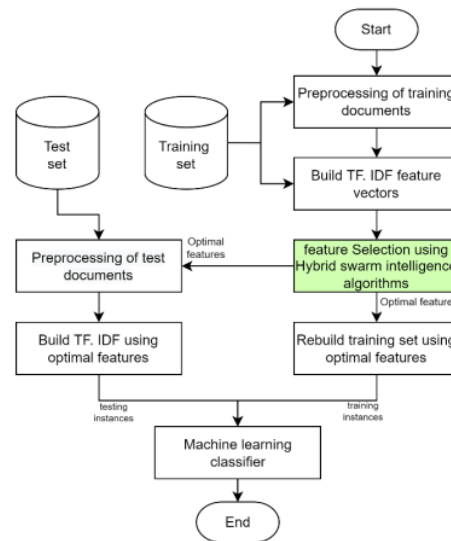 Start
Preprocessing of training
documents
Test
set
Training
set
Build TF. IDF feature
vectors
Optimal
features
feature Selection using
Hybrid swarm intelligence
algorithms
Preprocessing of test
documents
Optimal feature
Build TF. IDF using
optimal features
Rebuild training set using
optimal features
testing
instances
training
instances
Machine learning
classifier
End